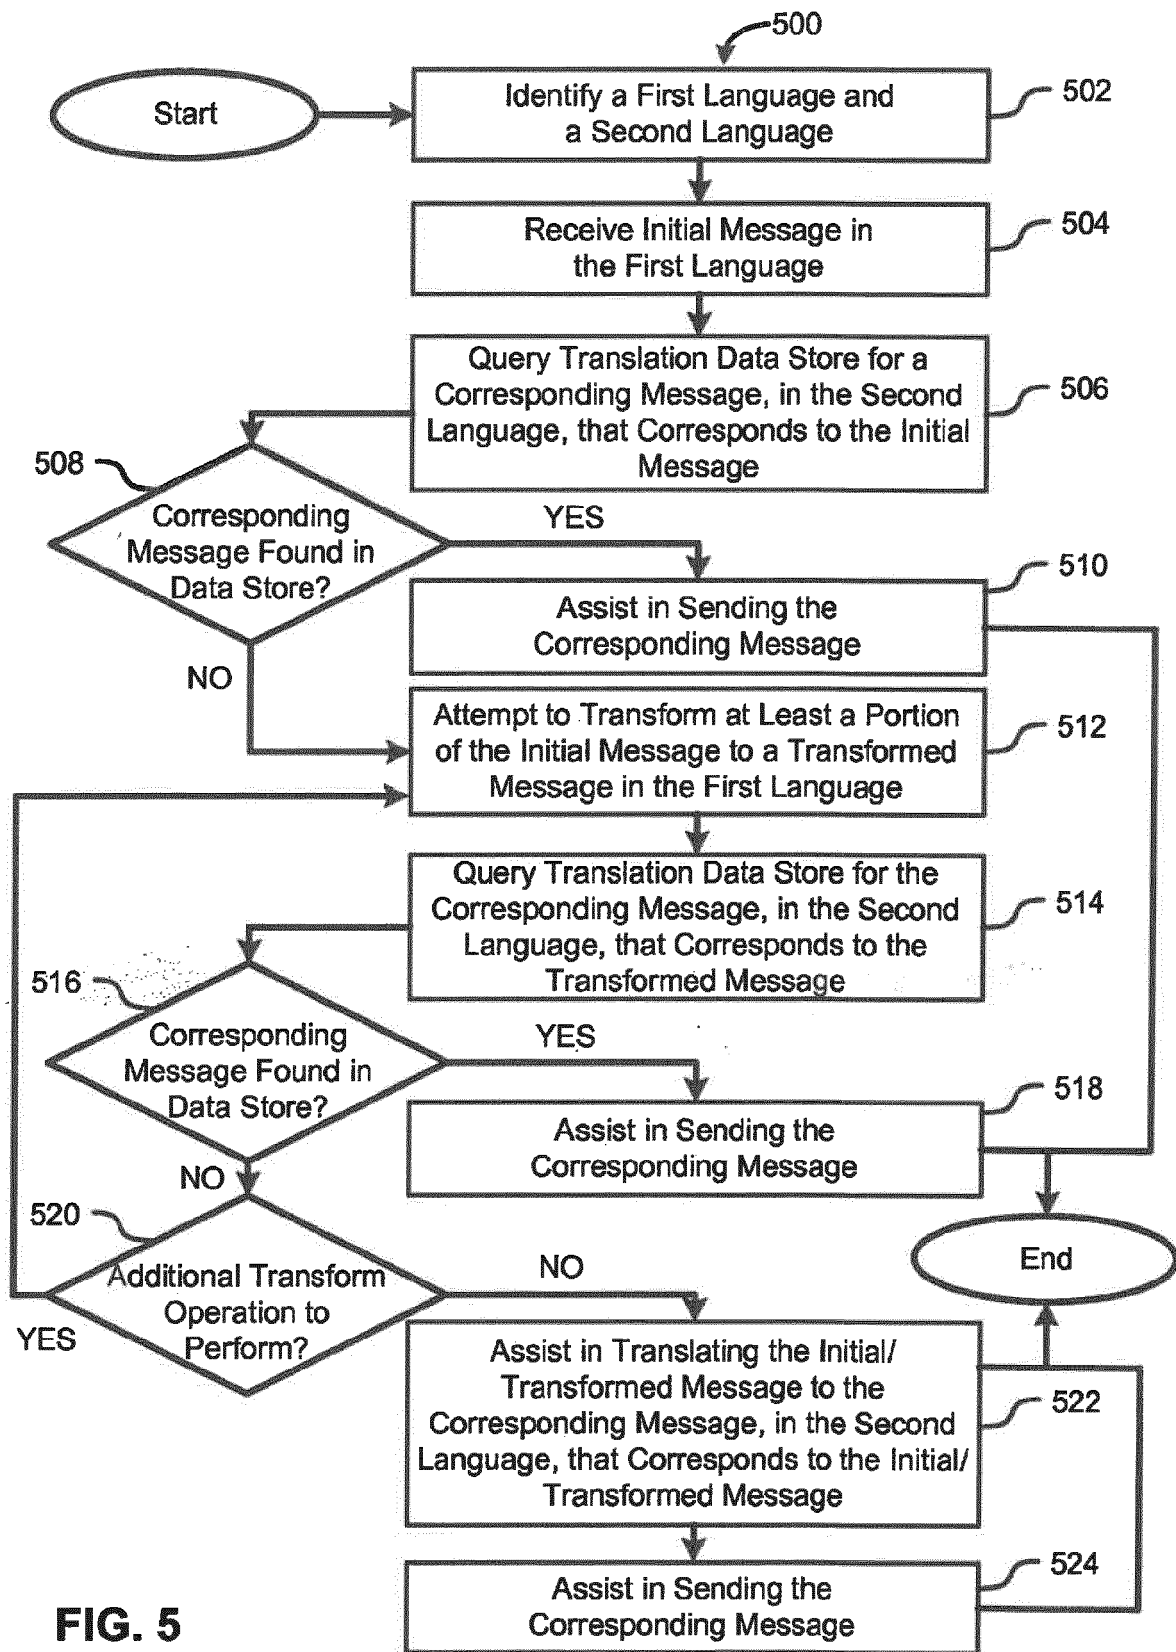 500
Start
Identify a First Language and
a Second Language
502
Receive Initial Message in
the First Language
504
Query Translation Data Store for a
Corresponding Message, in the Second
Language, that Corresponds to the Initial
Message
506
508
Corresponding
Message Found in
Data Store?
YES
NO
510
Assist in Sending the
Corresponding Message
Attempt to Transform at Least a Portion
of the Initial Message to a Transformed
Message in the First Language
512
Query Translation Data Store for the
Corresponding Message, in the Second
Language, that Corresponds to the
Transformed Message
514
516
Corresponding
Message Found in
Data Store?
YES
NO
518
Assist in Sending the
Corresponding Message
520
Additional Transform
Operation to
Perform?
NO
YES
End
Assist in Translating the Initial/
Transformed Message to the
Corresponding Message, in the Second
Language, that Corresponds to the Initial/
Transformed Message
522
524
Assist in Sending the
Corresponding Message
FIG. 5